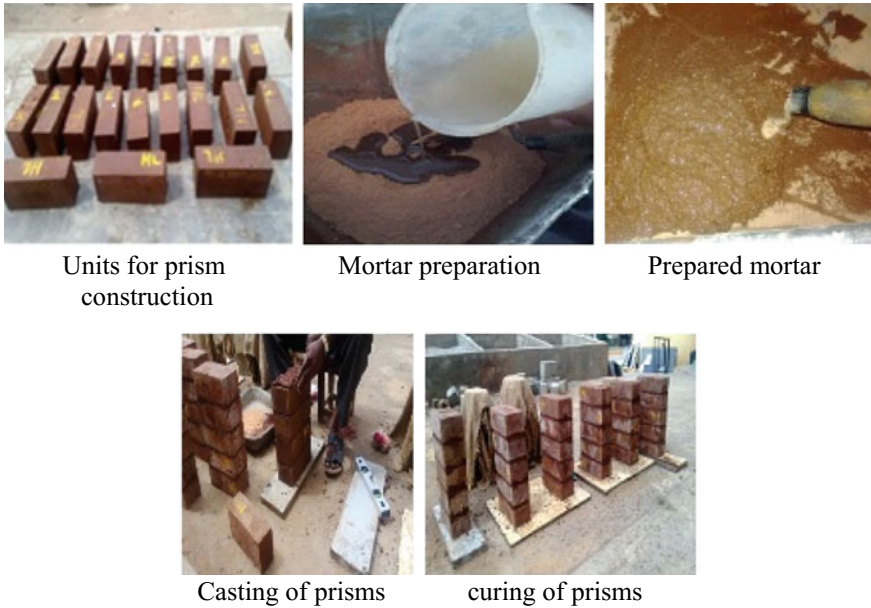 Units for prism
construction
Mortar preparation
Prepared mortar
Casting of prisms
curing of prisms